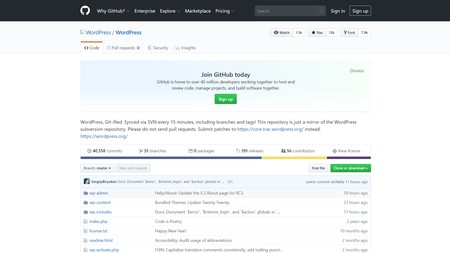 Why GitHub? Enterprise Explore Marketplace Pricing Search Sign in Sign up
WordPress / WordPress Watch Star Fork
Code Pull requests 0 Security Insights
Dismiss
Join GitHub today
GitHub is home to over 40 million developers working together to host and
review code, manage projects, and build software together.
Sign up
WordPress, Git-ified. Synced via SVN every 15 minutes, including branches and tags! This repository is just a mirror of the WordPress
subversion repository. Please do not send pull requests. Submit patches to https://core.trac.wordpress.org/ instead.
https://wordpress.org/
40,558 commits 35 branches 0 packages 391 releases 56 contributors View license
Branch: master New pull request Find file Clone or download
SergeyBiryukov Docs: Document `$error`, `$interim_login`, and `$action` globals in … Latest commit 11 hours ago
wp-admin Help/About: Update the 5.3 About page for RC3. 19 hours ago
wp-content Bundled Themes: Update Twenty Twenty. 23 hours ago
wp-includes Docs: Document `$error`, `$interim_login`, and `$action` globals in … 11 hours ago
index.php Code is Poetry. 2 years ago
license.txt Happy New Year! 10 months ago
readme.html Accessibility: Audit usage of abbreviations. 2 months ago
wp-activate.php I18N: Capitalize translator comments consistently, add trailing punct… 2 months ago